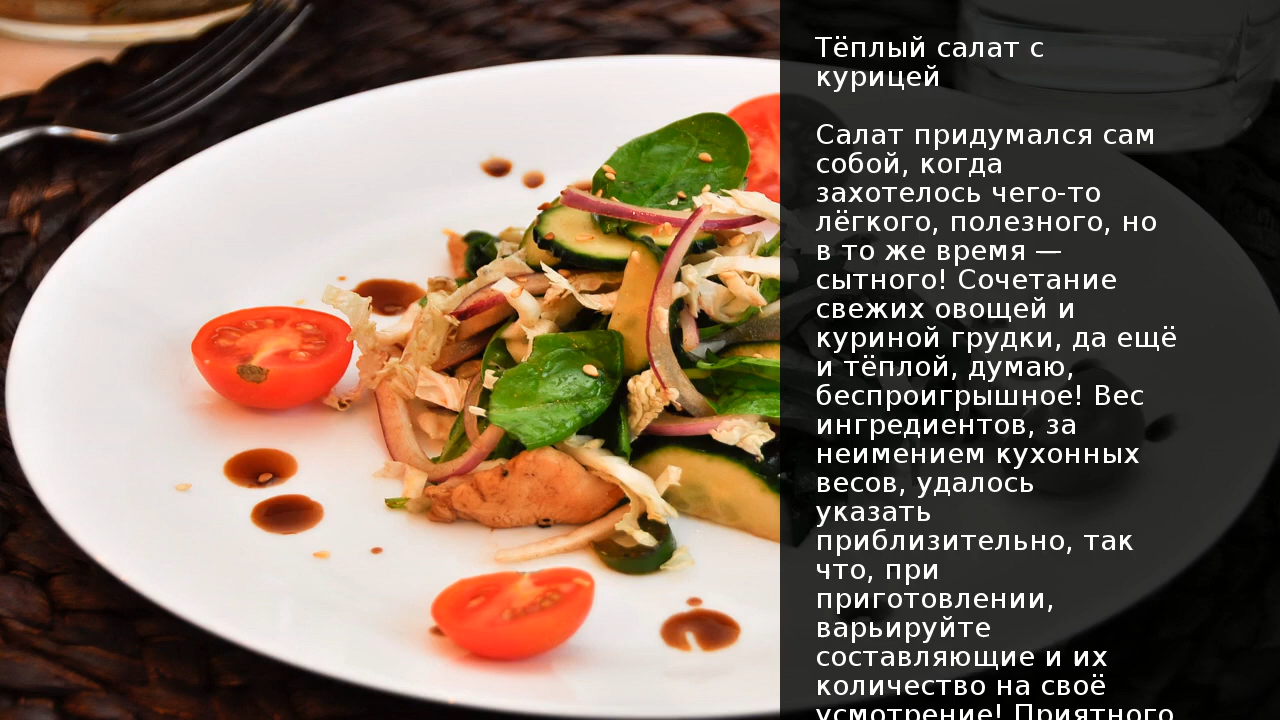 Тёплый салат с
курицей
Салат придумался сам
собой, когда
захотелось чего-то
лёгкого, полезного, но
в то же время —
сытного! Сочетание
свежих овощей и
куриной грудки, да ещё
и тёплой, думаю,
беспроигрышное! Вес
ингредиентов, за
неимением кухонных
весов, удалось
указать
приблизительно, так
что, при
приготовлении,
варьируйте
составляющие и их
количество на своё
усмотрение! Приятного